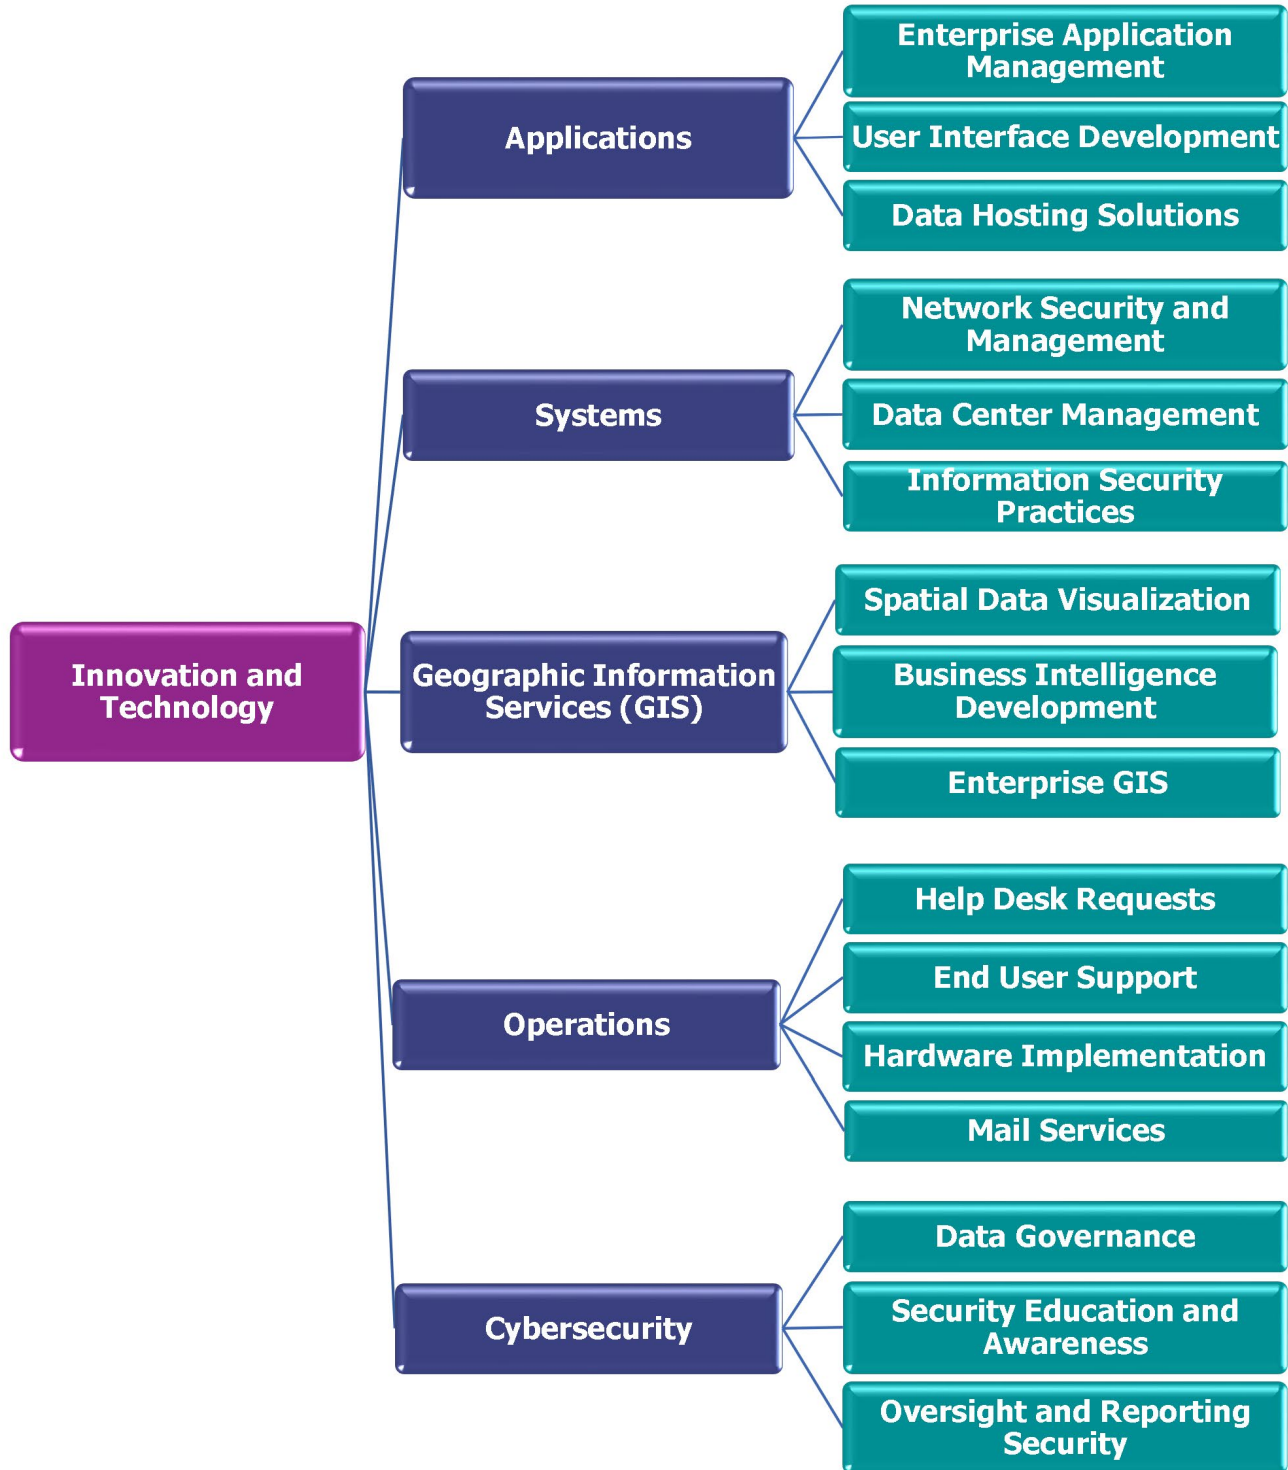 Innovation and
Technology
Applications
Enterprise Application
Management
User Interface Development
Data Hosting Solutions
Systems
Network Security and
Management
Data Center Management
Information Security
Practices
Geographic Information
Services (GIS)
Spatial Data Visualization
Business Intelligence
Development
Enterprise GIS
Operations
Help Desk Requests
End User Support
Hardware Implementation
Mail Services
Cybersecurity
Data Governance
Security Education and
Awareness
Oversight and Reporting
Security